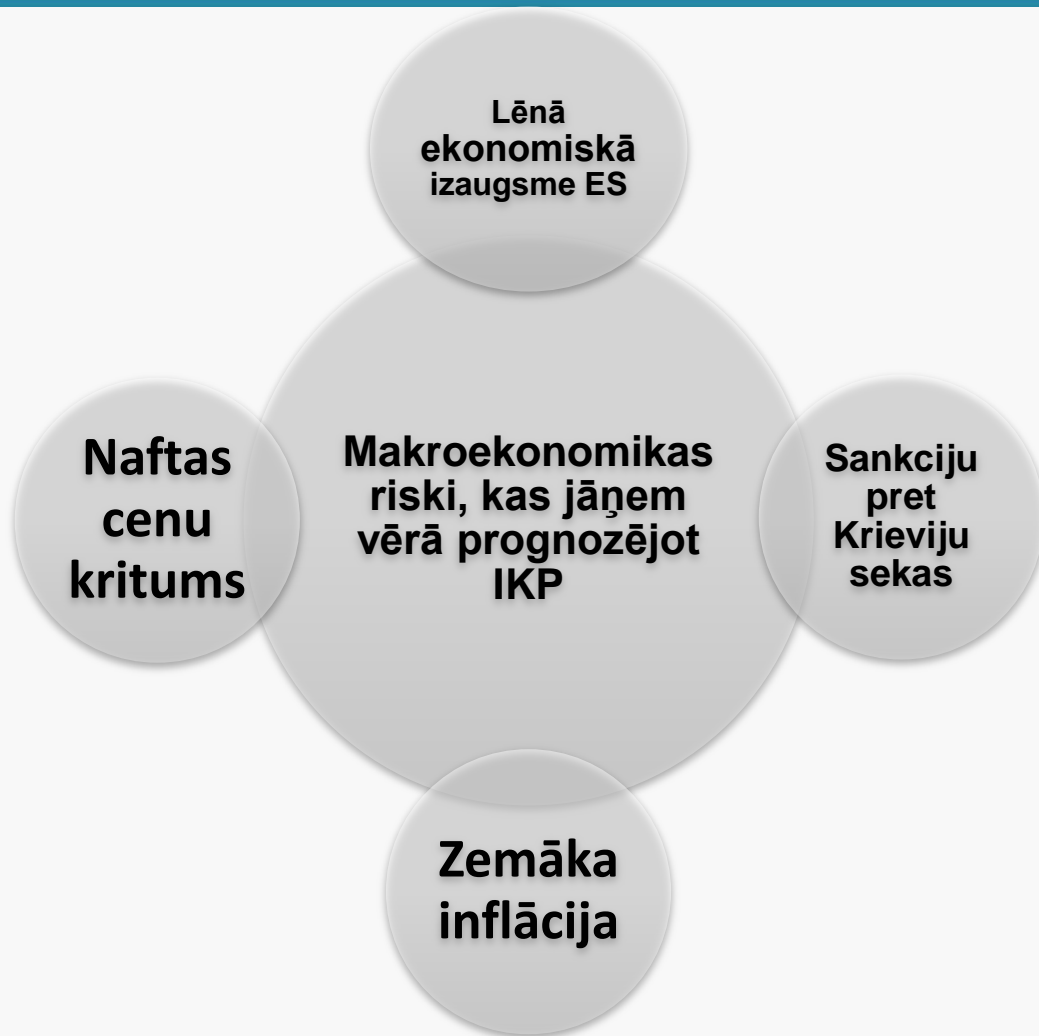 Lēnā
ekonomiskā
izaugsme ES
Naftas
cenu
kritums
Makroekonomikas
riski, kas jāņem
vērā prognozējot
IKP
Sankciju
pret
Krieviju
sekas
Zemāka
inflācija